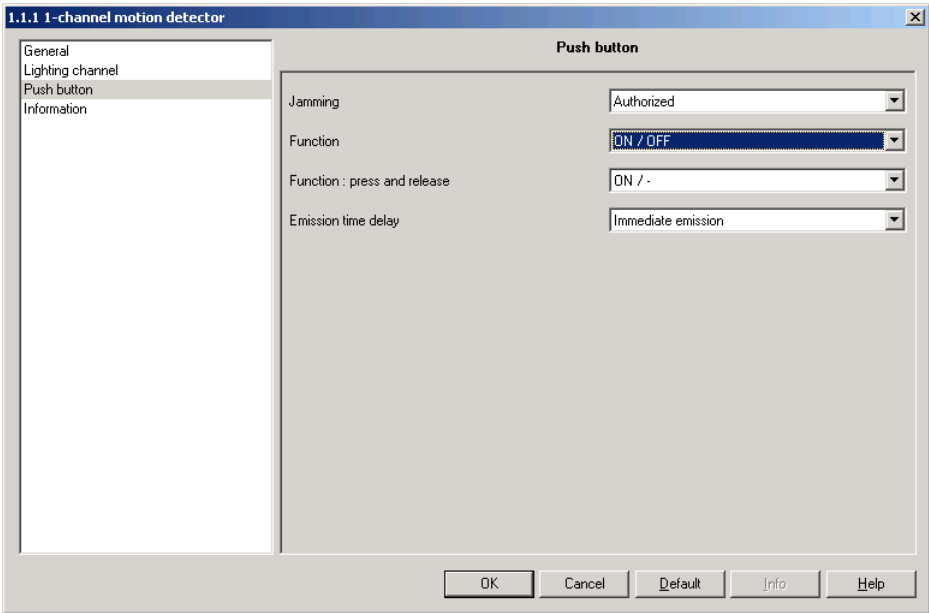 1.1.1 1-channel motion detector
General
Lighting channel
Push button
Information
Push button
Jamming
Authorized
Function
ON / OFF
Function : press and release
ON / -
Emission time delay
Immediate emission
OK
Cancel
Default
Info
Help